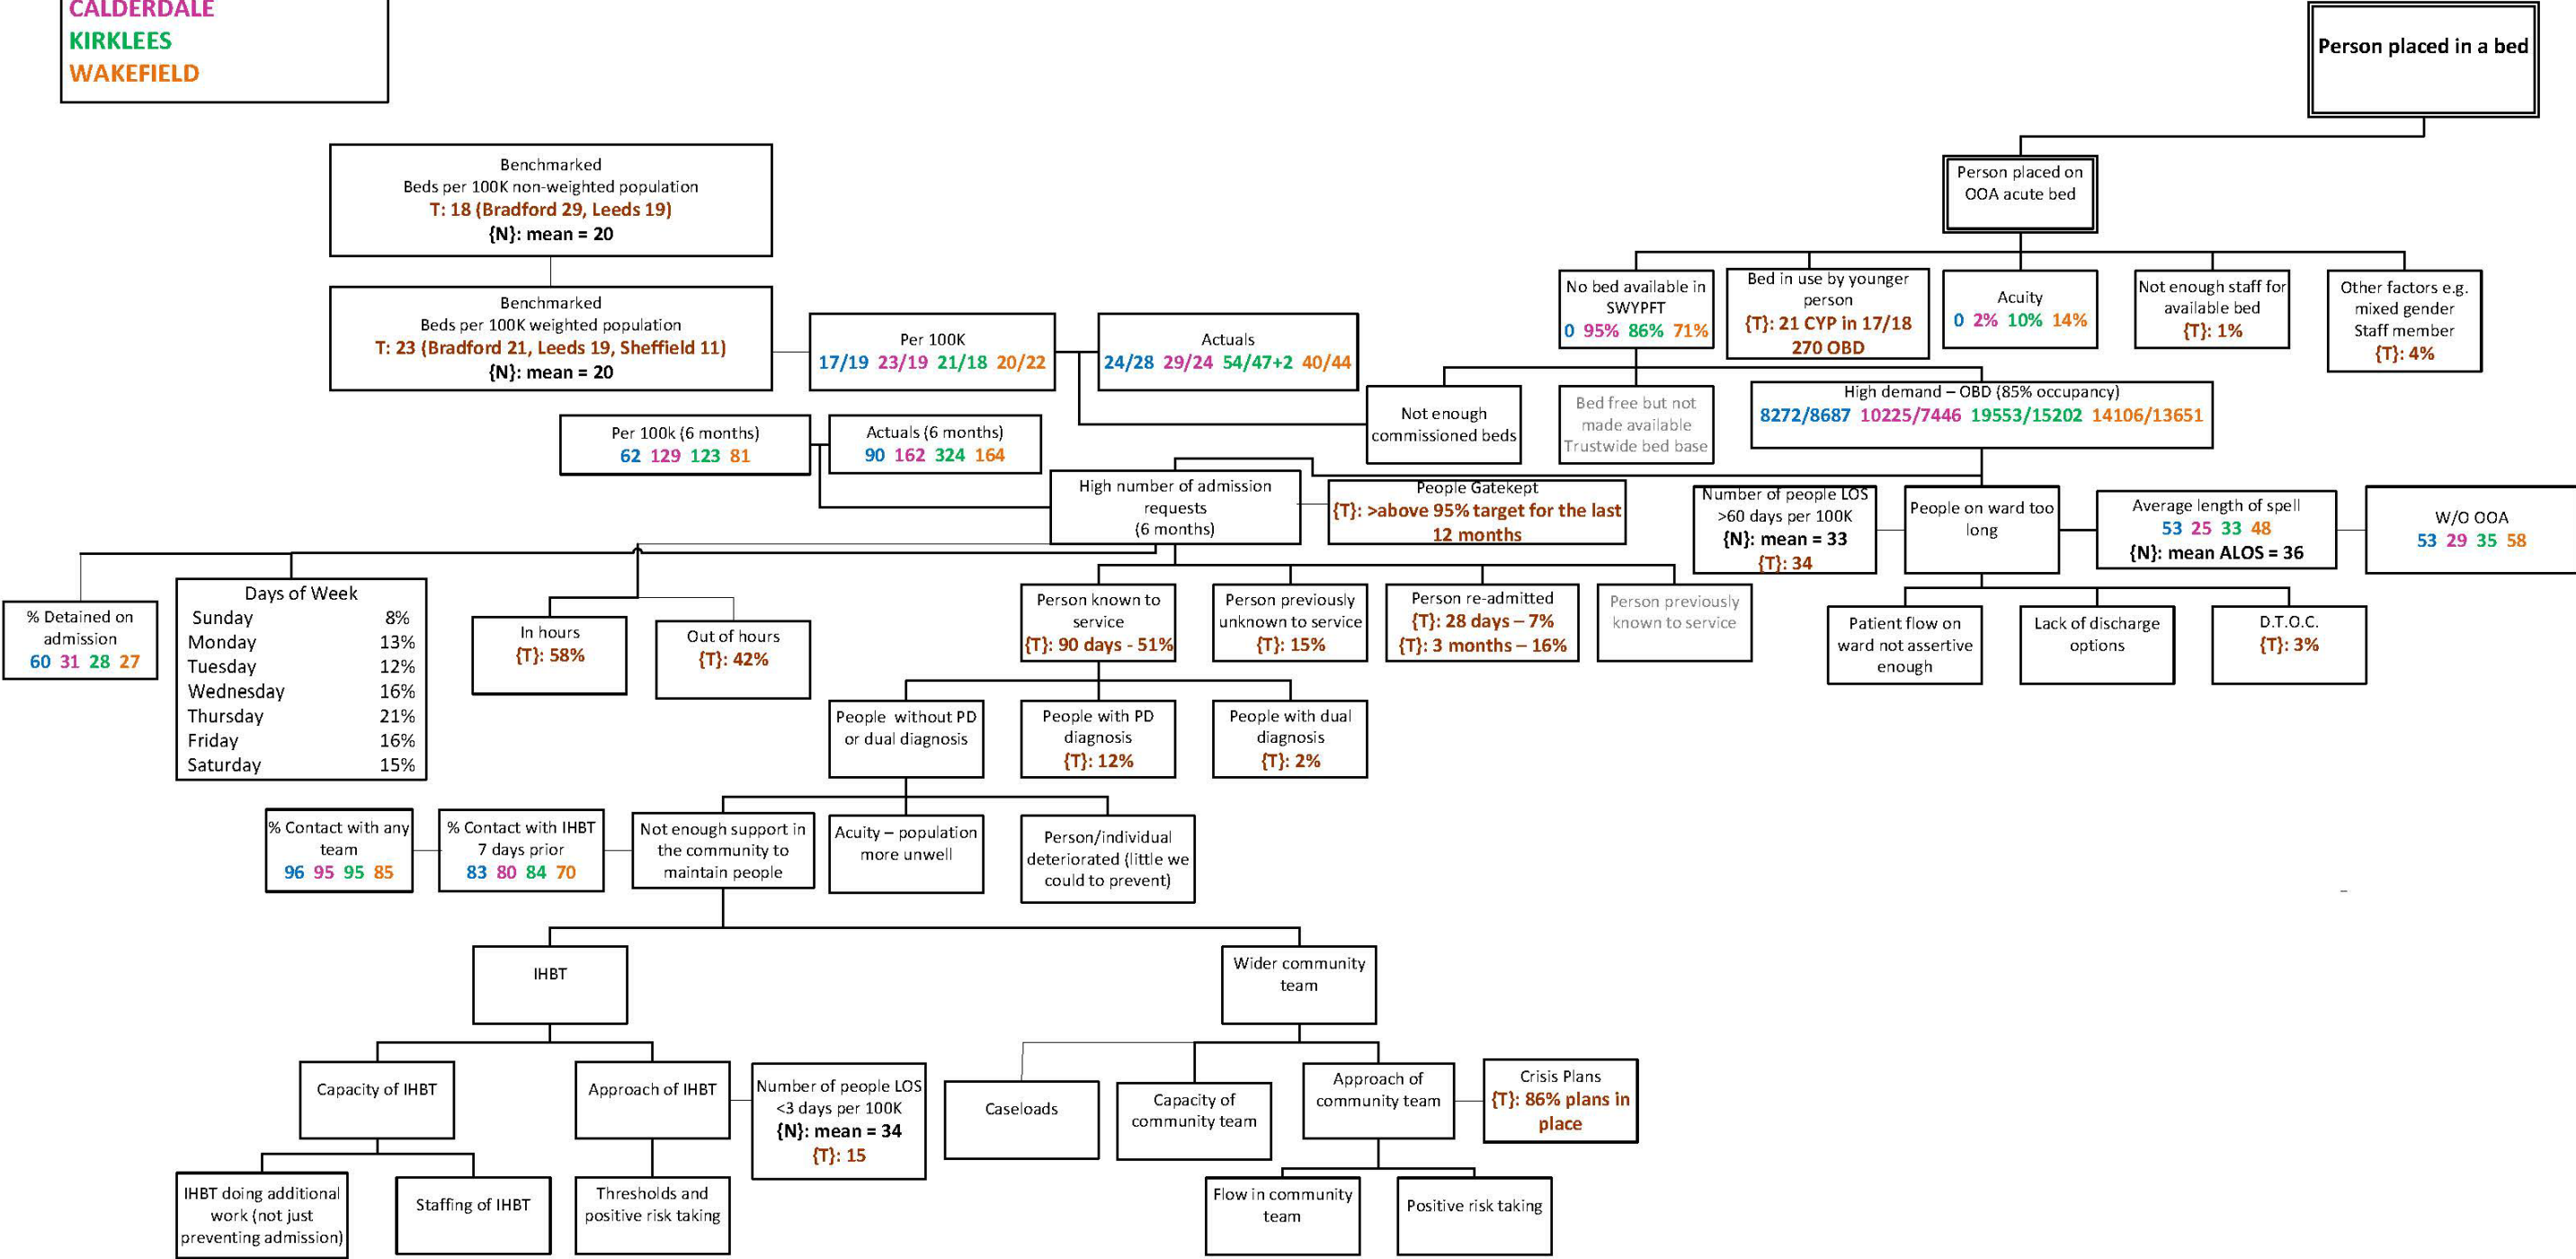 CALDERDALE
KIRKLEES
WAKEFIELD
Person placed in a bed
Benchmarked
Beds per 100K non-weighted population
T: 18 (Bradford 29, Leeds 19)
{N}: mean = 20
Person placed on
OOA acute bed
Benchmarked
Beds per 100K weighted population
T: 23 (Bradford 21, Leeds 19, Sheffield 11)
{N}: mean = 20
Per 100K
17/19 23/19 21/18 20/22
Actuals
24/28 29/24 54/47+2 40/44
No bed available in
SWYPFT
0 95% 86% 71%
Bed in use by younger
person
{T}: 21 CYP in 17/18
270 OBD
Acuity
0 2% 10% 14%
Not enough staff for
available bed
{T}: 1%
Other factors e.g.
mixed gender
Staff member
{T}: 4%
Not enough
commissioned beds
Bed free but not
made available
Trustwide bed base
High demand – OBD (85% occupancy)
8272/8687 10225/7446 19553/15202 14106/13651
Per 100k (6 months)
62 129 123 81
Actuals (6 months)
90 162 324 164
High number of admission
requests
(6 months)
People Gatekept
{T}: >above 95% target for the last
12 months
Number of people LOS
>60 days per 100K
{N}: mean = 33
{T}: 34
People on ward too
long
Average length of spell
53 25 33 48
{N}: mean ALOS = 36
W/O OOA
53 29 35 58
% Detained on
admission
60 31 28 27
Days of Week
Sunday 8%
Monday 13%
Tuesday 12%
Wednesday 16%
Thursday 21%
Friday 16%
Saturday 15%
In hours
{T}: 58%
Out of hours
{T}: 42%
Person known to
service
{T}: 90 days - 51%
Person previously
unknown to service
{T}: 15%
Person re-admitted
{T}: 28 days – 7%
{T}: 3 months – 16%
Person previously
known to service
Patient flow on
ward not assertive
enough
Lack of discharge
options
D.T.O.C.
{T}: 3%
People without PD
or dual diagnosis
People with PD
diagnosis
{T}: 12%
People with dual
diagnosis
{T}: 2%
% Contact with any
team
96 95 95 85
% Contact with IHBT
7 days prior
83 80 84 70
Not enough support in
the community to
maintain people
Acuity – population
more unwell
Person/individual
deteriorated (little we
could to prevent)
IHBT
Wider community
team
Capacity of IHBT
Approach of IHBT
Number of people LOS
<3 days per 100K
{N}: mean = 34
{T}: 15
Caseloads
Capacity of
community team
Approach of
community team
Crisis Plans
{T}: 86% plans in
place
IHBT doing additional
work (not just
preventing admission)
Staffing of IHBT
Thresholds and
positive risk taking
Flow in community
team
Positive risk taking